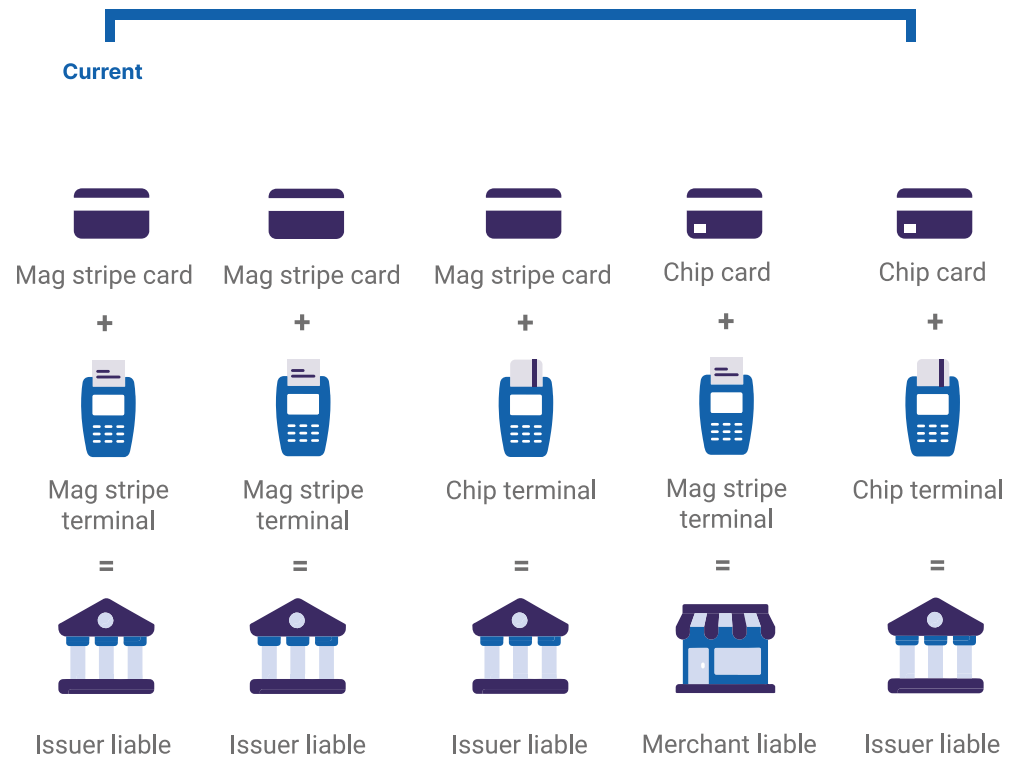 Current
Mag stripe card
Mag stripe card
Mag stripe card
Chip card
Chip card
+
+
+
+
+
Mag stripe
terminal
Mag stripe
terminal
Chip terminal
Mag stripe
terminal
Chip terminal
=
=
=
=
=
Issuer liable
Issuer liable
Issuer liable
Merchant liable
Issuer liable